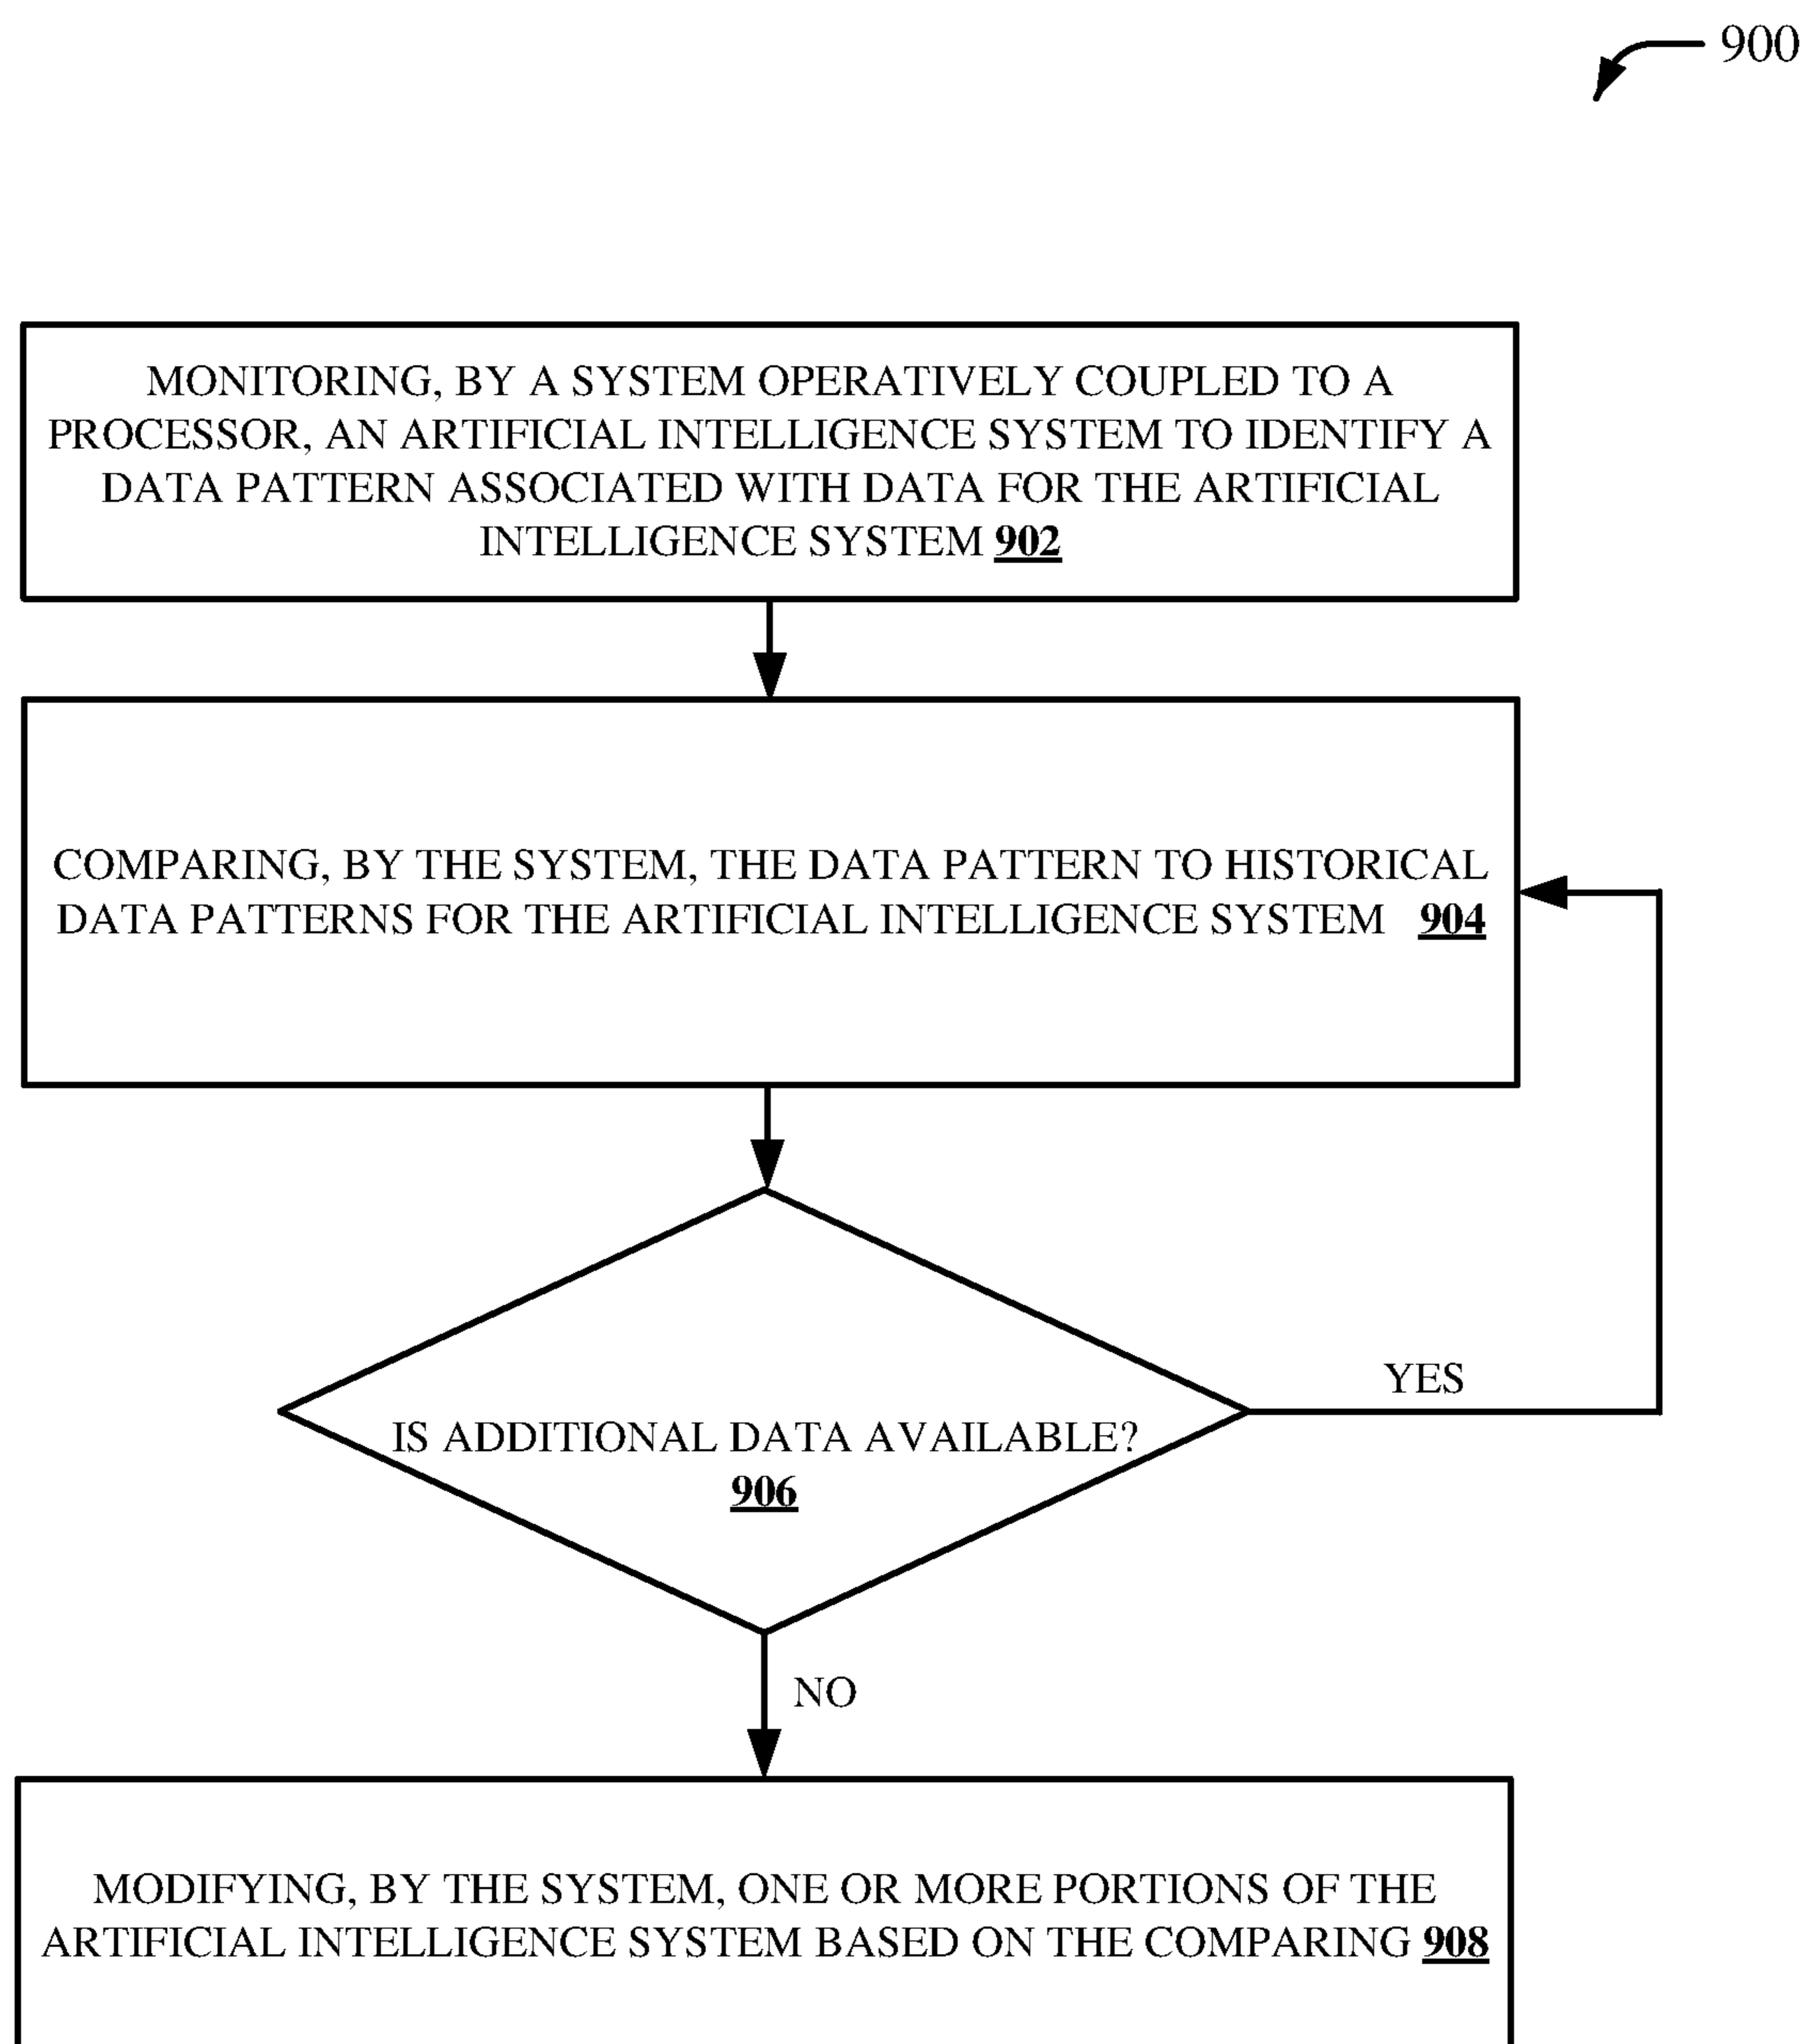 900
MONITORING, BY A SYSTEM OPERATIVELY COUPLED TO A
PROCESSOR, AN ARTIFICIAL INTELLIGENCE SYSTEM TO IDENTIFY A
DATA PATTERN ASSOCIATED WITH DATA FOR THE ARTIFICIAL
INTELLIGENCE SYSTEM 902
COMPARING, BY THE SYSTEM, THE DATA PATTERN TO HISTORICAL
DATA PATTERNS FOR THE ARTIFICIAL INTELLIGENCE SYSTEM 904
YES
IS ADDITIONAL DATA AVAILABLE?
906
NO
MODIFYING, BY THE SYSTEM, ONE OR MORE PORTIONS OF THE
ARTIFICIAL INTELLIGENCE SYSTEM BASED ON THE COMPARING 908